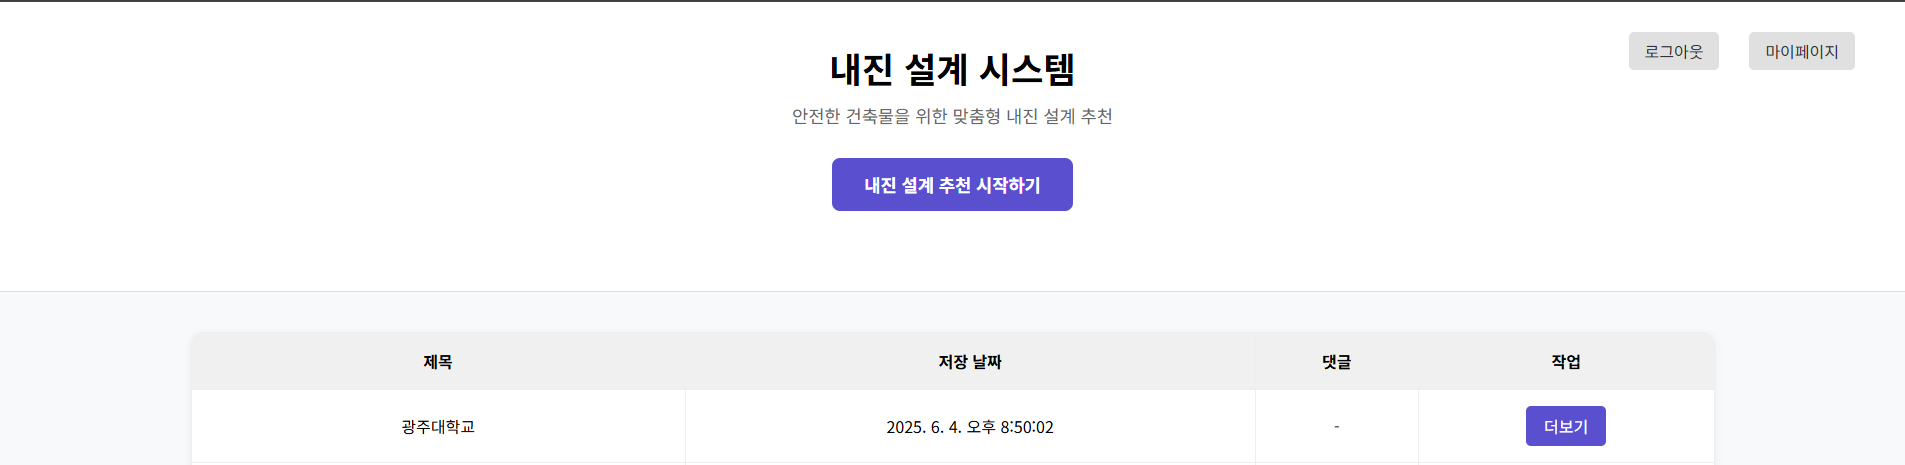 로그아웃 마이페이지
내진 설계 시스템
안전한 건축물을 위한 맞춤형 내진 설계 추천
내진 설계 추천 시작하기
제목 저장 날짜 댓글 작업
광주대학교 2025. 6. 4. 오후 8:50:02 - 더보기